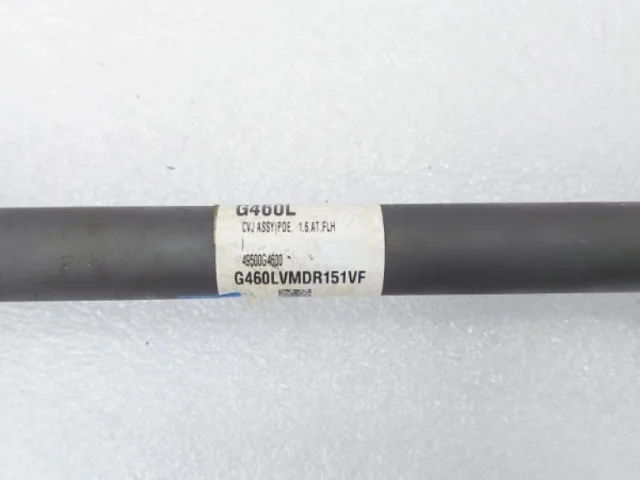 G460L
CVJ ASSY(PDE, 1.6,AT,FLH
)
49500G4600
G460LVMDR151VF